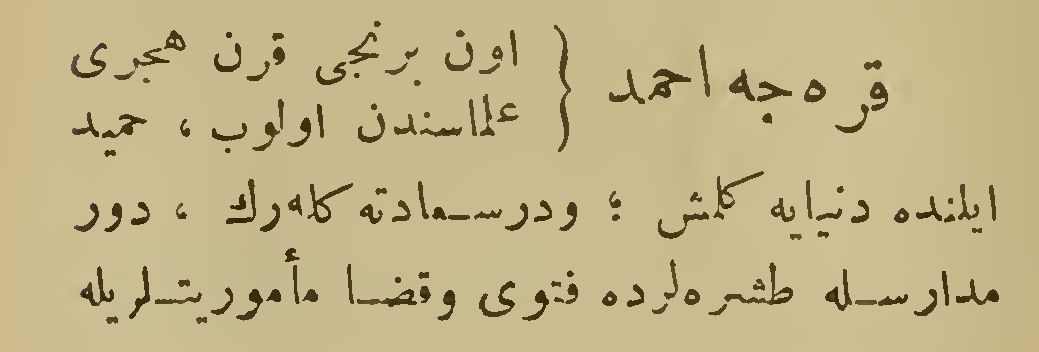 قره‌جه احمد { اون برنجی قرن هجری
علماسندن اولوب ، حمید
ایلنده دنیایه کلمش ؛ ودرسعادته کله‌رك ، دور
مدارسله طشره‌لرده فتوی وقضا مأموریتلریله